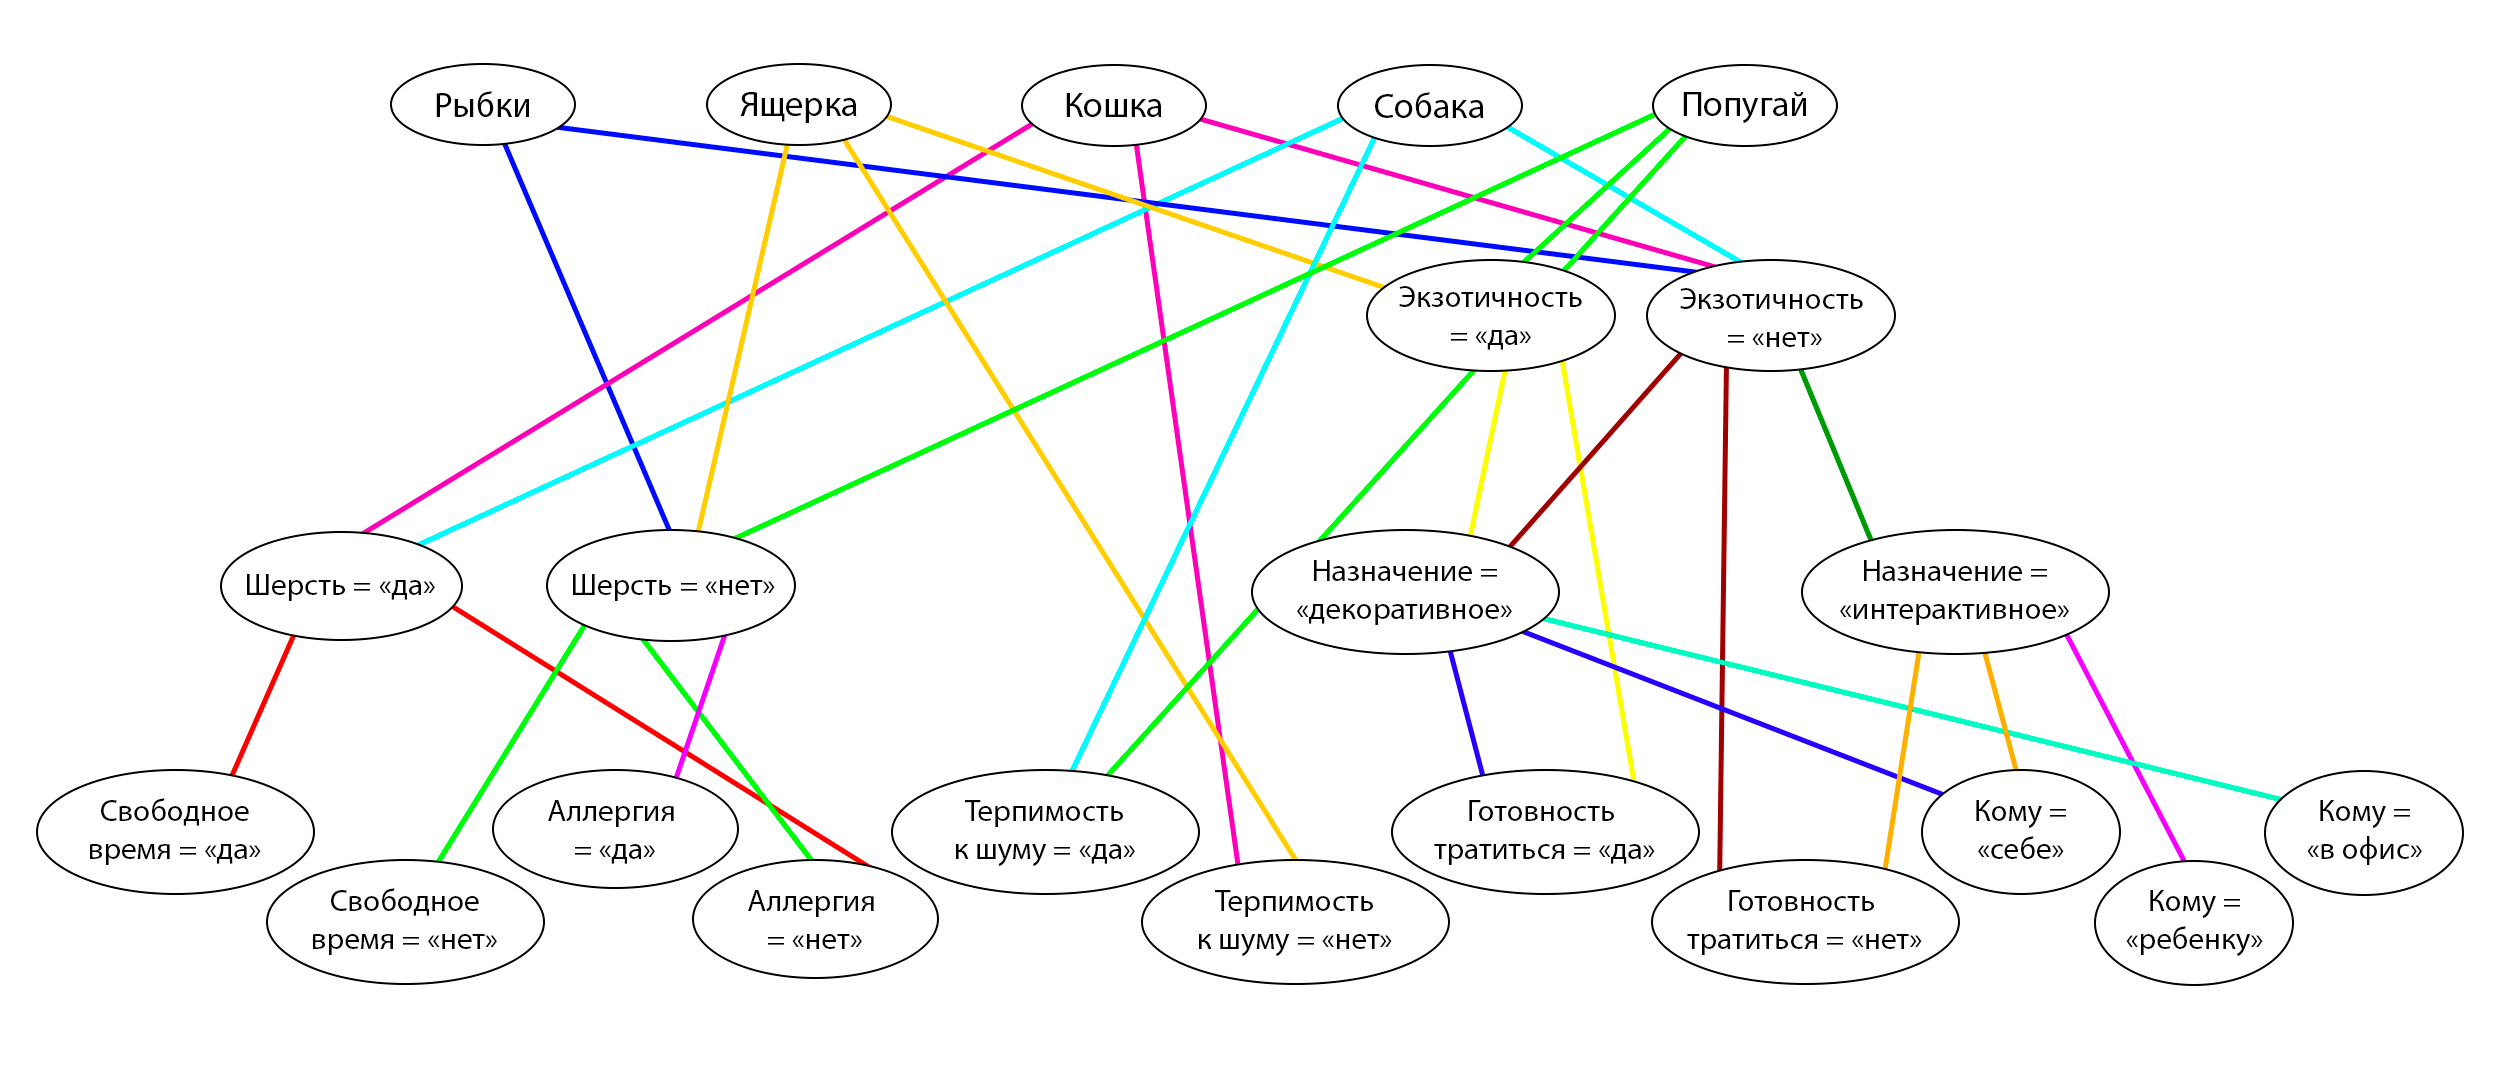 Рыбки
Ящерка
Кошка
Собака
Попугай
Экзотичность
= «да»
Экзотичность
= «нет»
Шерсть = «да»
Шерсть = «нет»
Назначение =
«декоративное»
Назначение =
«интерактивное»
Свободное
время = «да»
Свободное
время = «нет»
Аллергия
= «да»
Аллергия
= «нет»
Терпимость
к шуму = «да»
Терпимость
к шуму = «нет»
Готовность
тратиться = «да»
Готовность
тратиться = «нет»
Кому =
«себе»
Кому =
«ребенку»
Кому =
«в офис»